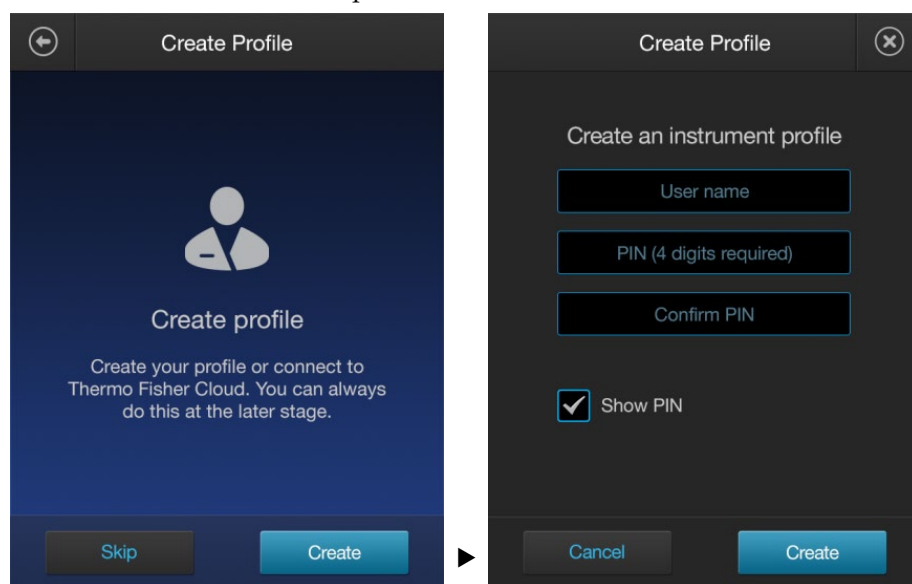 Create Profile
Create profile
Create your profile or connect to
Thermo Fisher Cloud. You can always
do this at the later stage.
Skip
Create
Create Profile
Create an instrument profile
User name
PIN (4 digits required)
Confirm PIN
Show PIN
Cancel
Create